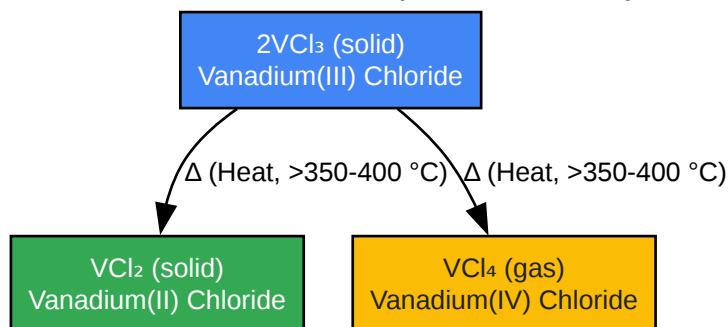 2VCl₃ (solid)
Vanadium(III) Chloride
Δ (Heat, >350-400 °C)
Δ (Heat, >350-400 °C)
VCl₂ (solid)
Vanadium(II) Chloride
VCl₄ (gas)
Vanadium(IV) Chloride